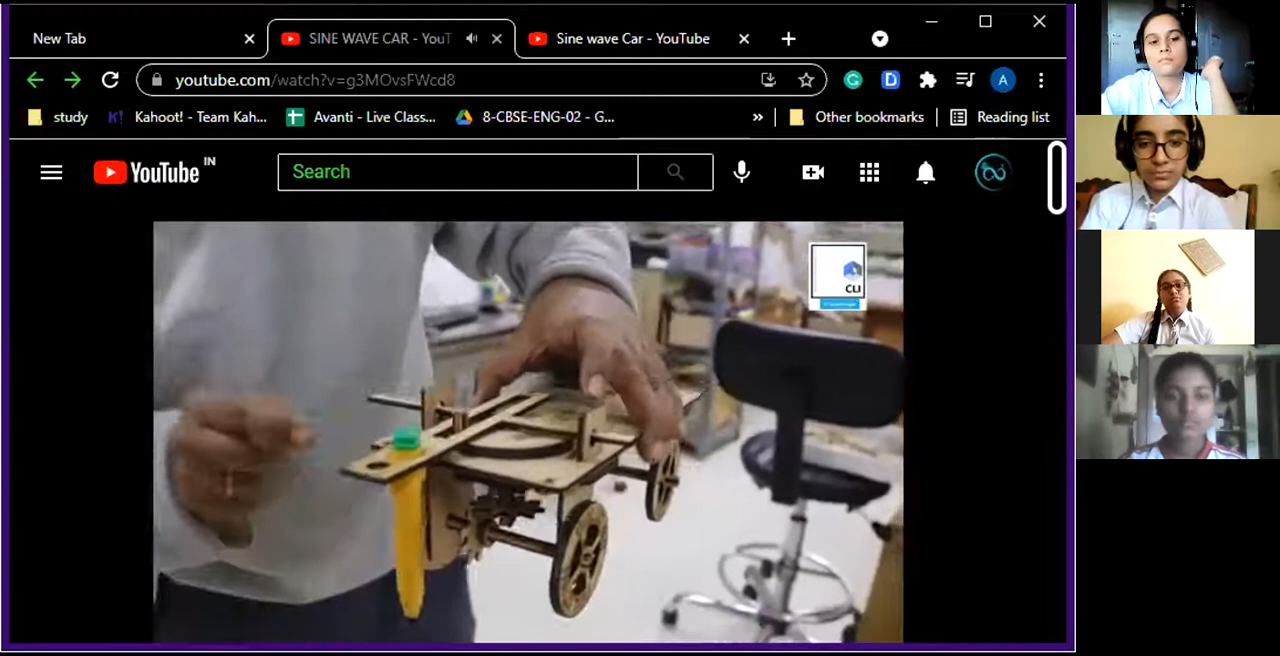 New Tab
SINE WAVE CAR - YouT
Sine wave Car - YouTube
youtube.com/watch?v=g3MOvsFWcd8
A
study
K! Kahoot! - Team Kah...
Avanti - Live Class...
8-CBSE-ENG-02 - G...
»
Other bookmarks
Reading list
YouTube IN
Search
CLI